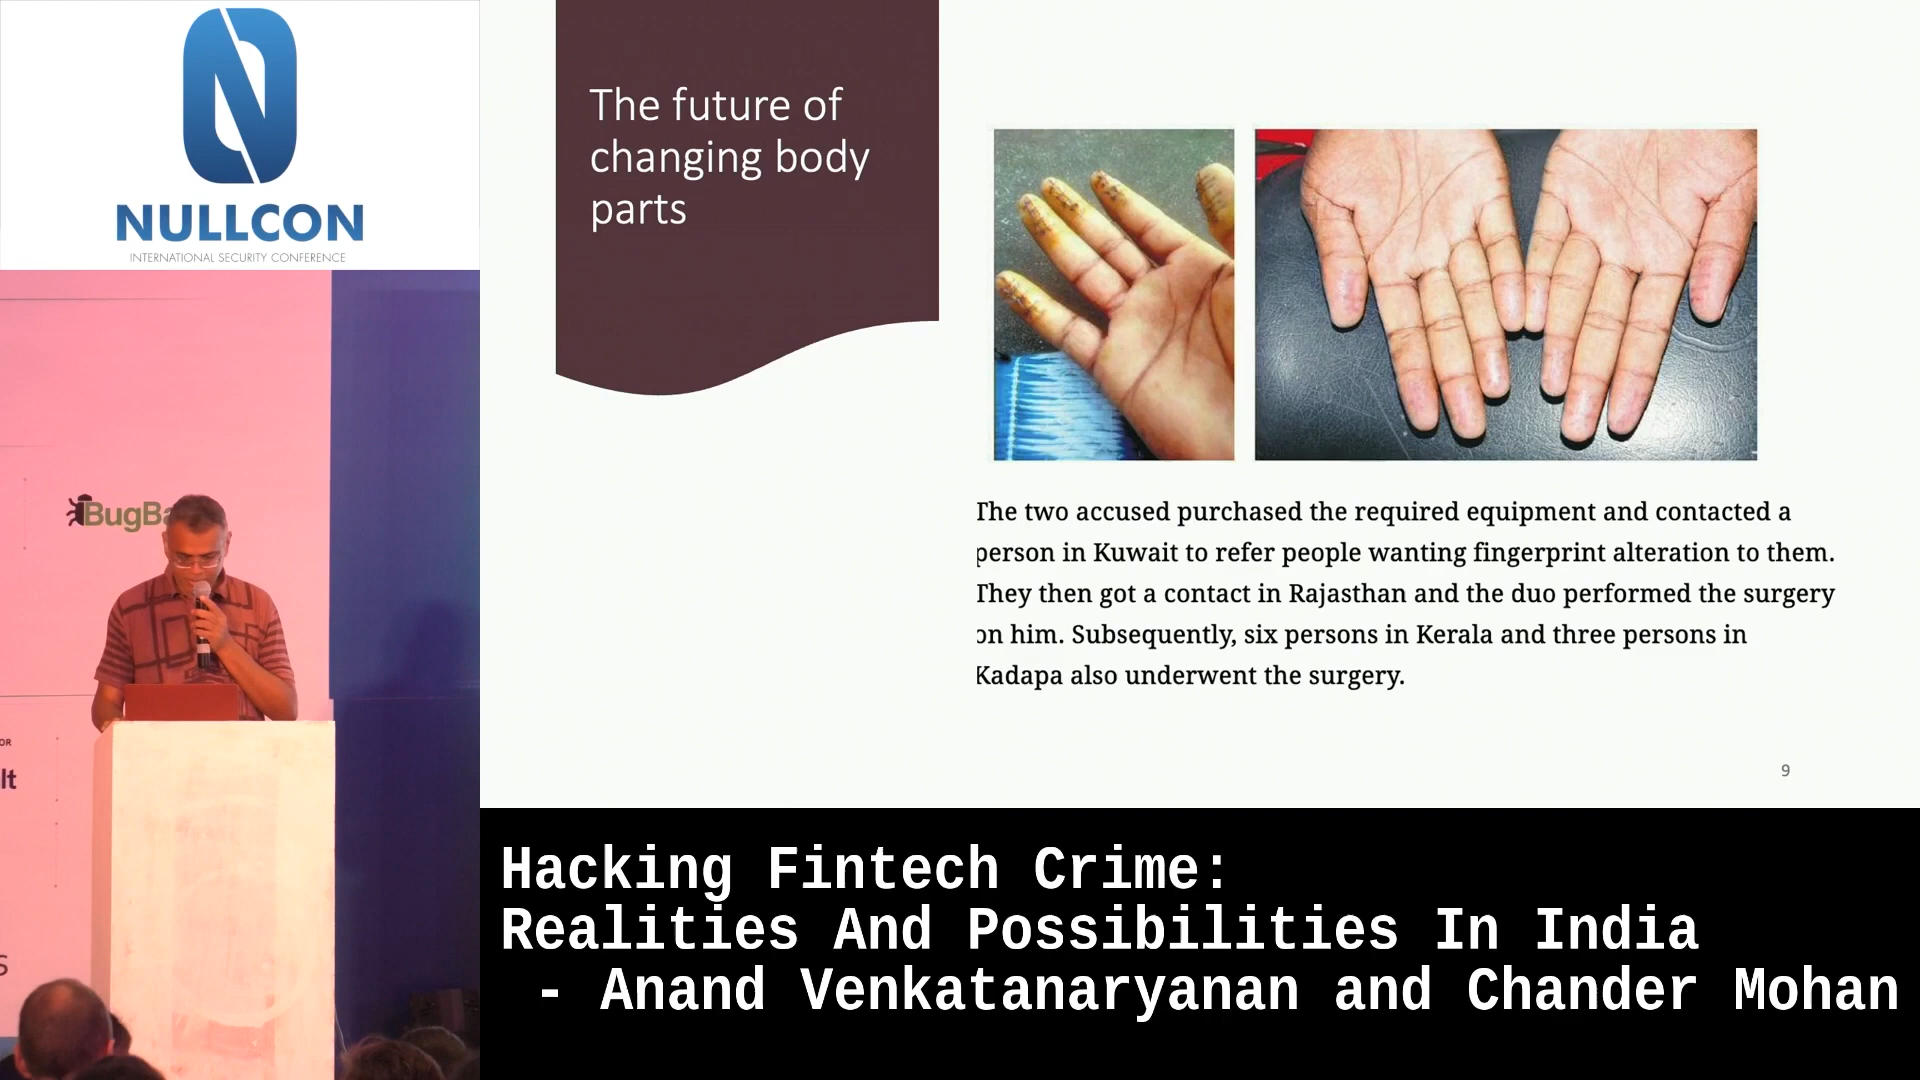 NULLCON
INTERNATIONAL SECURITY CONFERENCE
The future of
changing body
parts
The two accused purchased the required equipment and contacted a
person in Kuwait to refer people wanting fingerprint alteration to them.
They then got a contact in Rajasthan and the duo performed the surgery
on him. Subsequently, six persons in Kerala and three persons in
Kadapa also underwent the surgery.
9
BugBa
OR
lt
S
Hacking Fintech Crime:
Realities And Possibilities In India
- Anand Venkatanaryanan and Chander Mohan